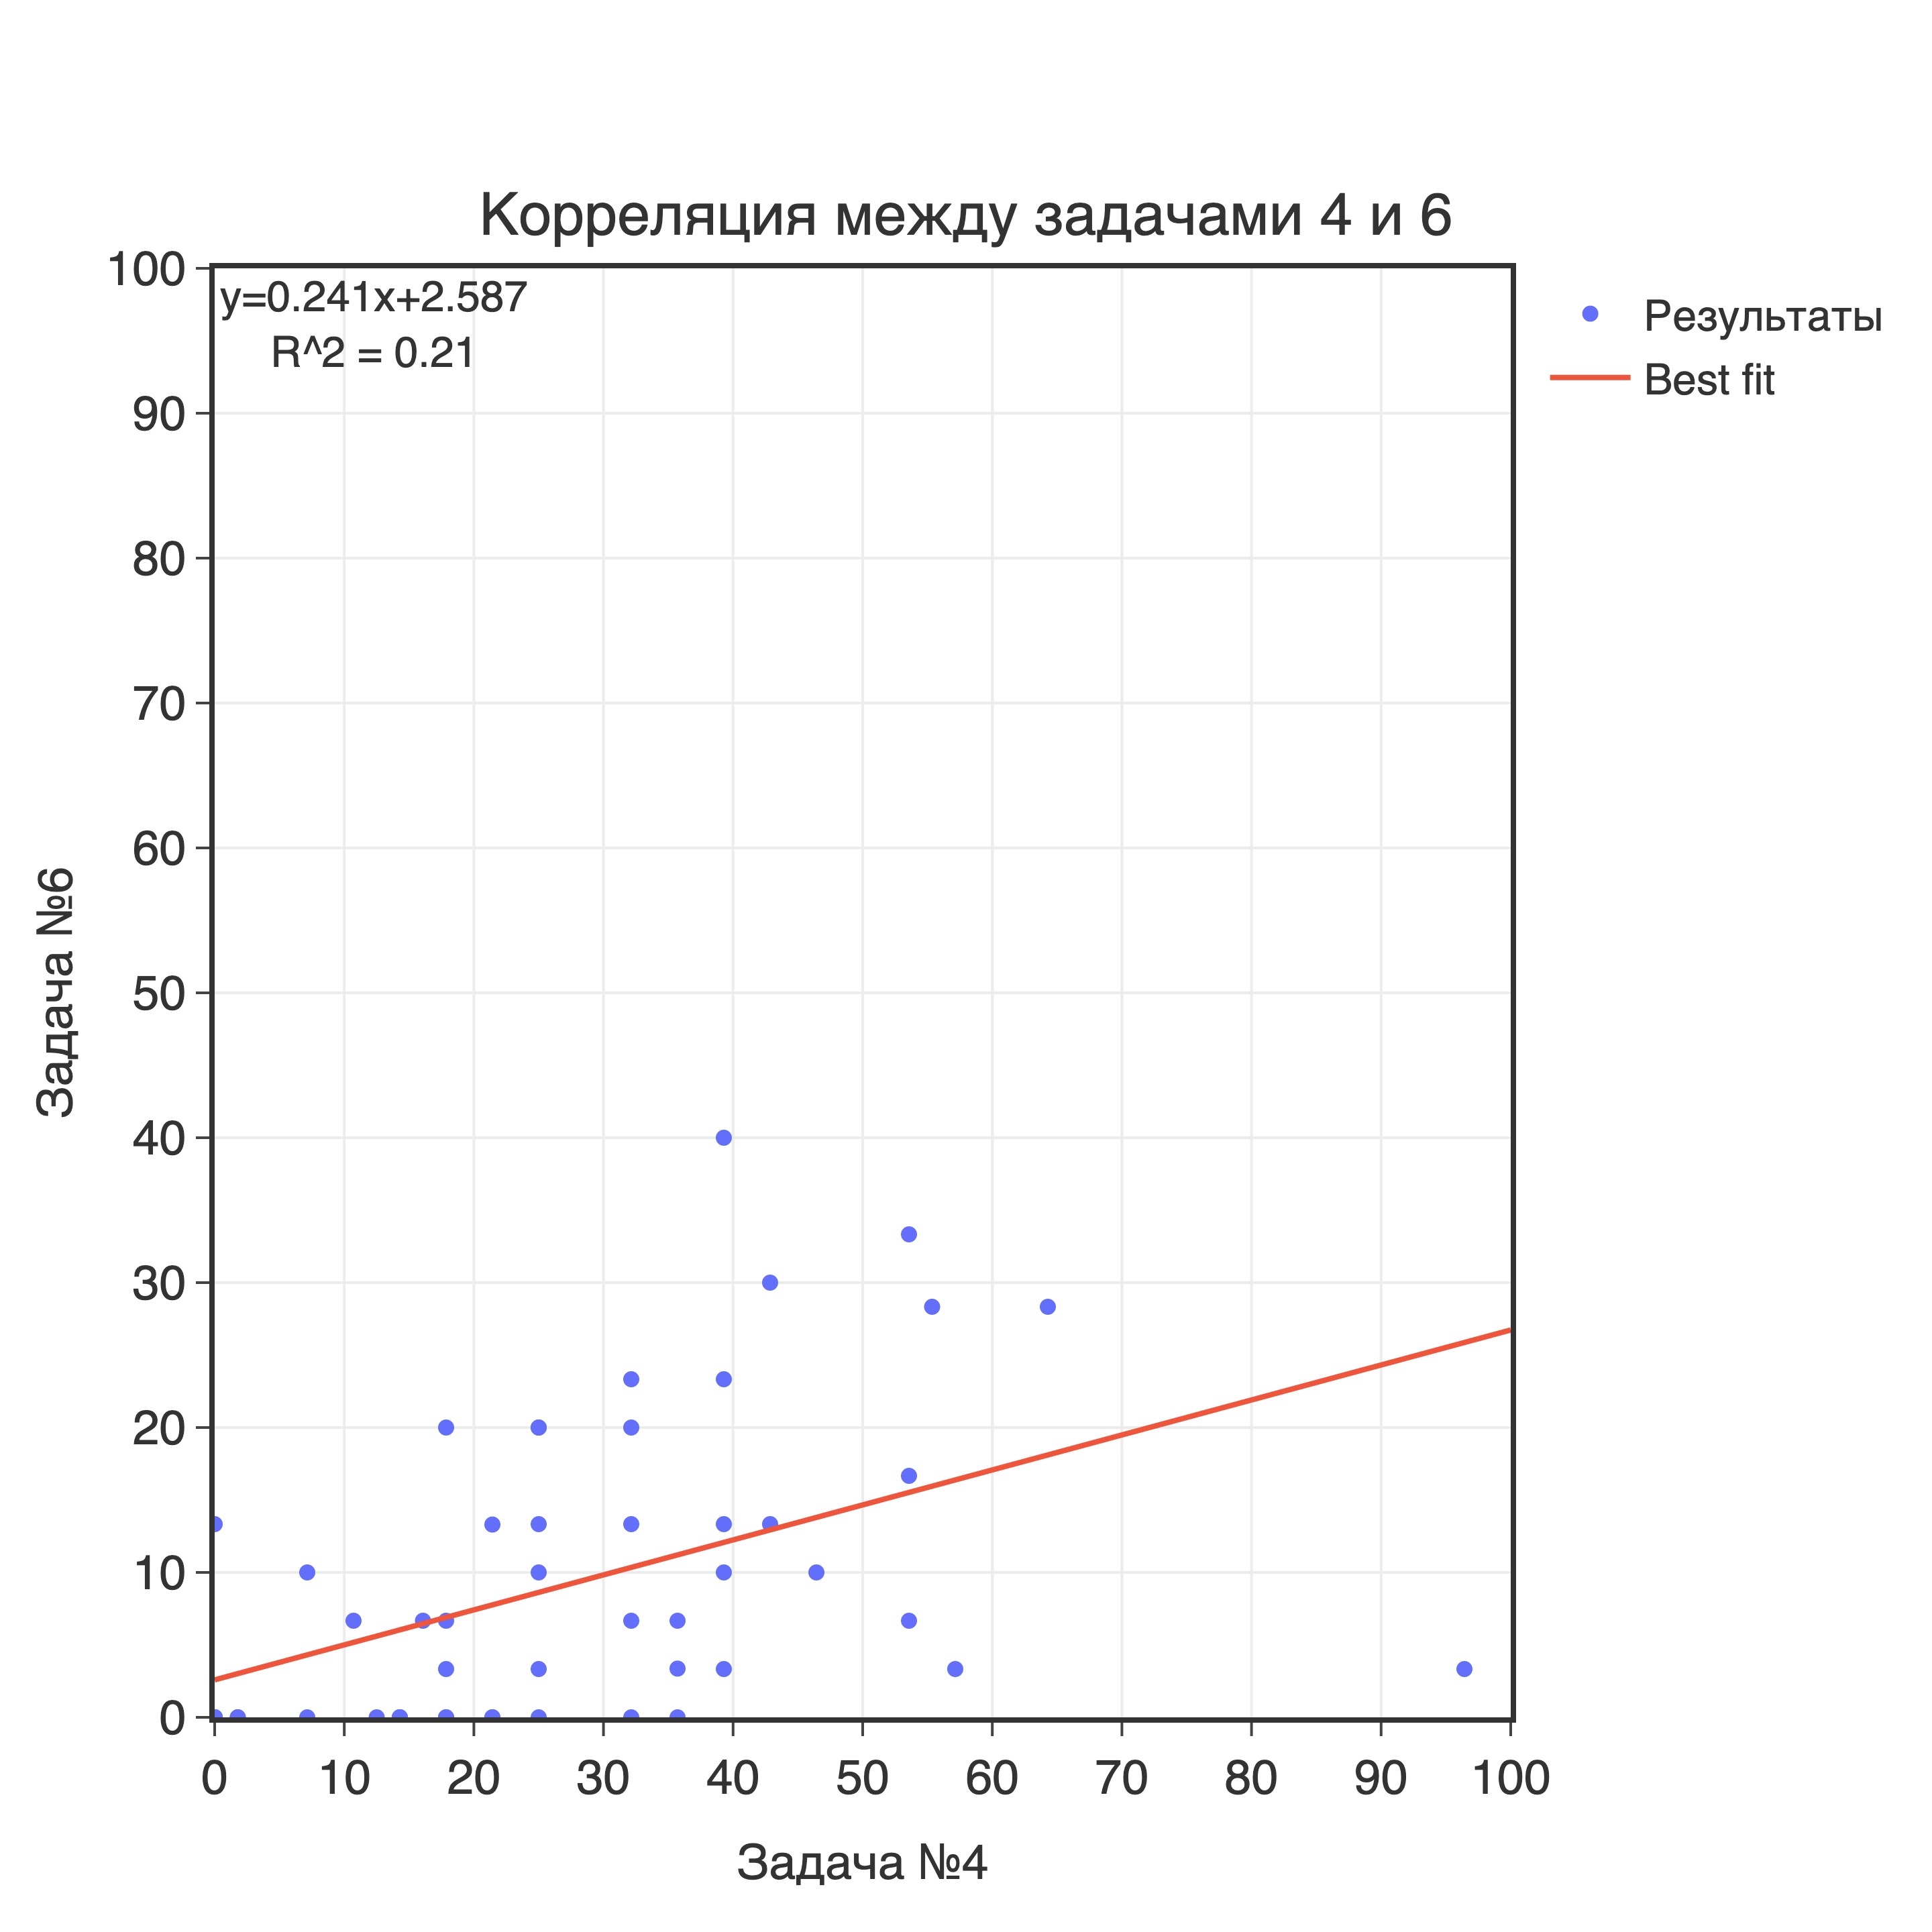 Корреляция между задачами 4 и 6
y=0.241x+2.587
R^2 = 0.21
Результаты
Best fit
100
90
80
70
60
50
40
30
20
10
0
Задача №6
0 10 20 30 40 50 60 70 80 90 100
Задача №4